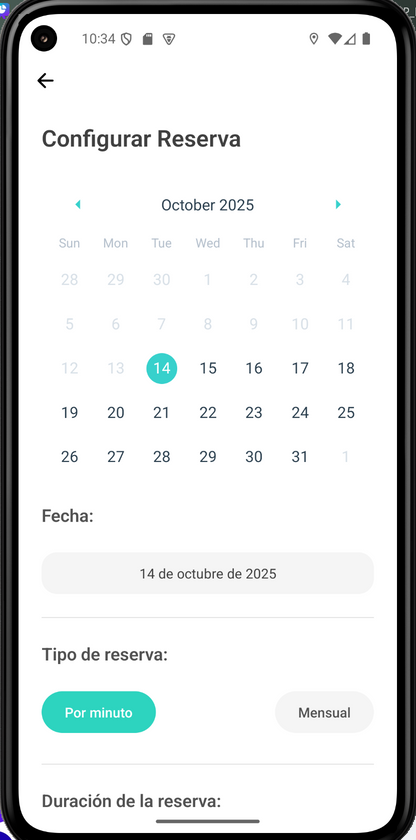 10:34
Configurar Reserva
October 2025
Sun Mon Tue Wed Thu Fri Sat
28 29 30 1 2 3 4
5 6 7 8 9 10 11
12 13 14 15 16 17 18
19 20 21 22 23 24 25
26 27 28 29 30 31 1
Fecha:
14 de octubre de 2025
Tipo de reserva:
Por minuto Mensual
Duración de la reserva: